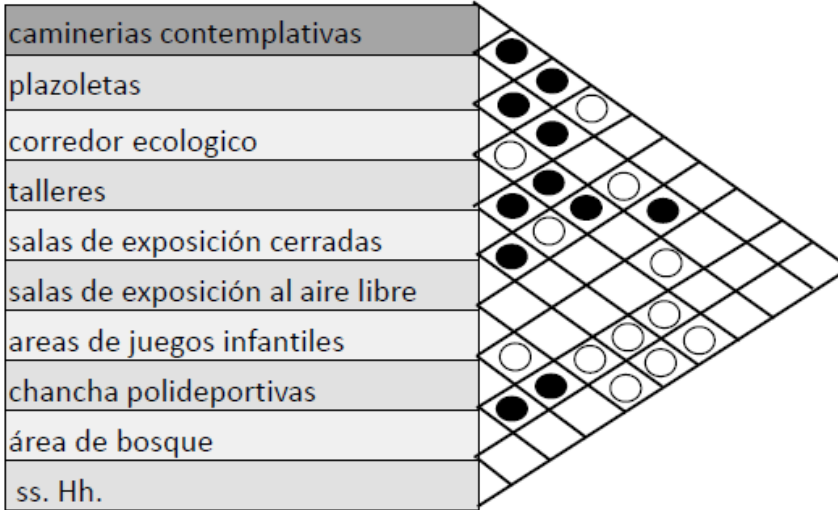 caminerias contemplativas
plazoletas
corredor ecologico
talleres
salas de exposición cerradas
salas de exposición al aire libre
areas de juegos infantiles
chancha polideportivas
área de bosque
ss. Hh.